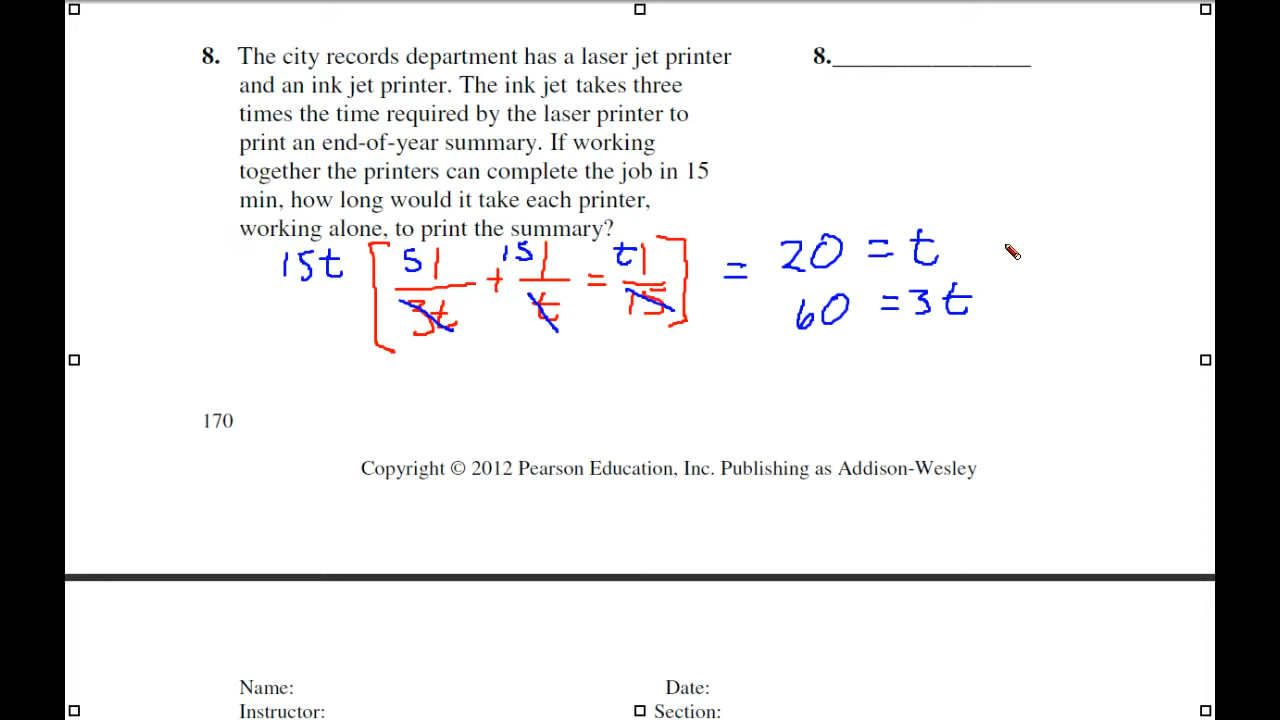 8. The city records department has a laser jet printer 8.
and an ink jet printer. The ink jet takes three
times the time required by the laser printer to
print an end-of-year summary. If working
together the printers can complete the job in 15
min, how long would it take each printer,
working alone, to print the summary?
15t [ 5 1/3t + 15 1/t = t 1/15 ] = 20 = t
60 = 3t
170
Copyright © 2012 Pearson Education, Inc. Publishing as Addison-Wesley
Name: Date:
Instructor: Section: